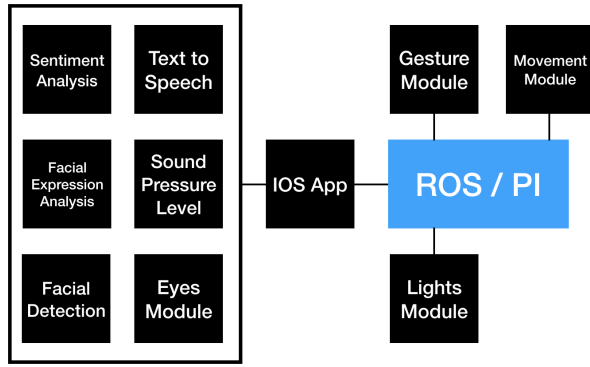 Sentiment
Analysis
Text to
Speech
Facial
Expression
Analysis
Sound
Pressure
Level
Facial
Detection
Eyes
Module
IOS App
Gesture
Module
Movement
Module
ROS / PI
Lights
Module